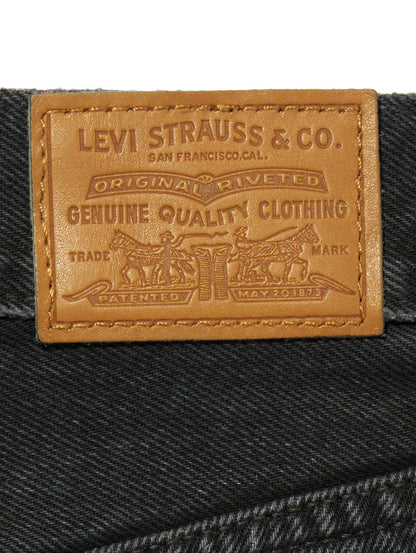 LEVI STRAUSS & CO.
SAN FRANCISCO, CAL.
ORIGINAL RIVETED
GENUINE QUALITY CLOTHING
TRADE MARK
PATENTED MAY 20 1873